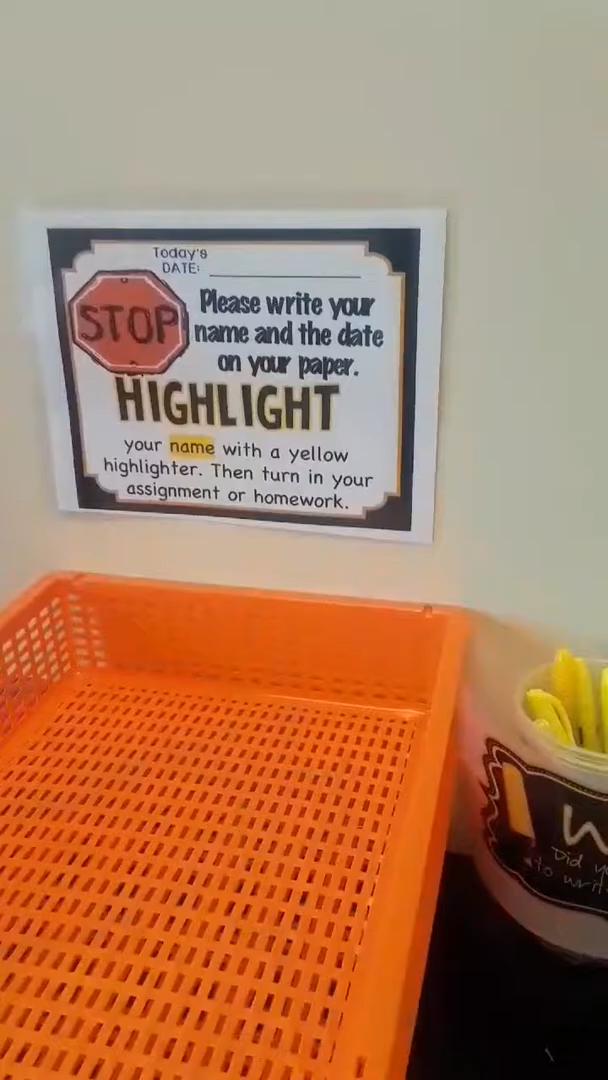 Today's
DATE:
STOP
Please write your
name and the date
on your paper.
HIGHLIGHT
your name with a yellow
highlighter. Then turn in your
assignment or homework.
W
Did
to writ